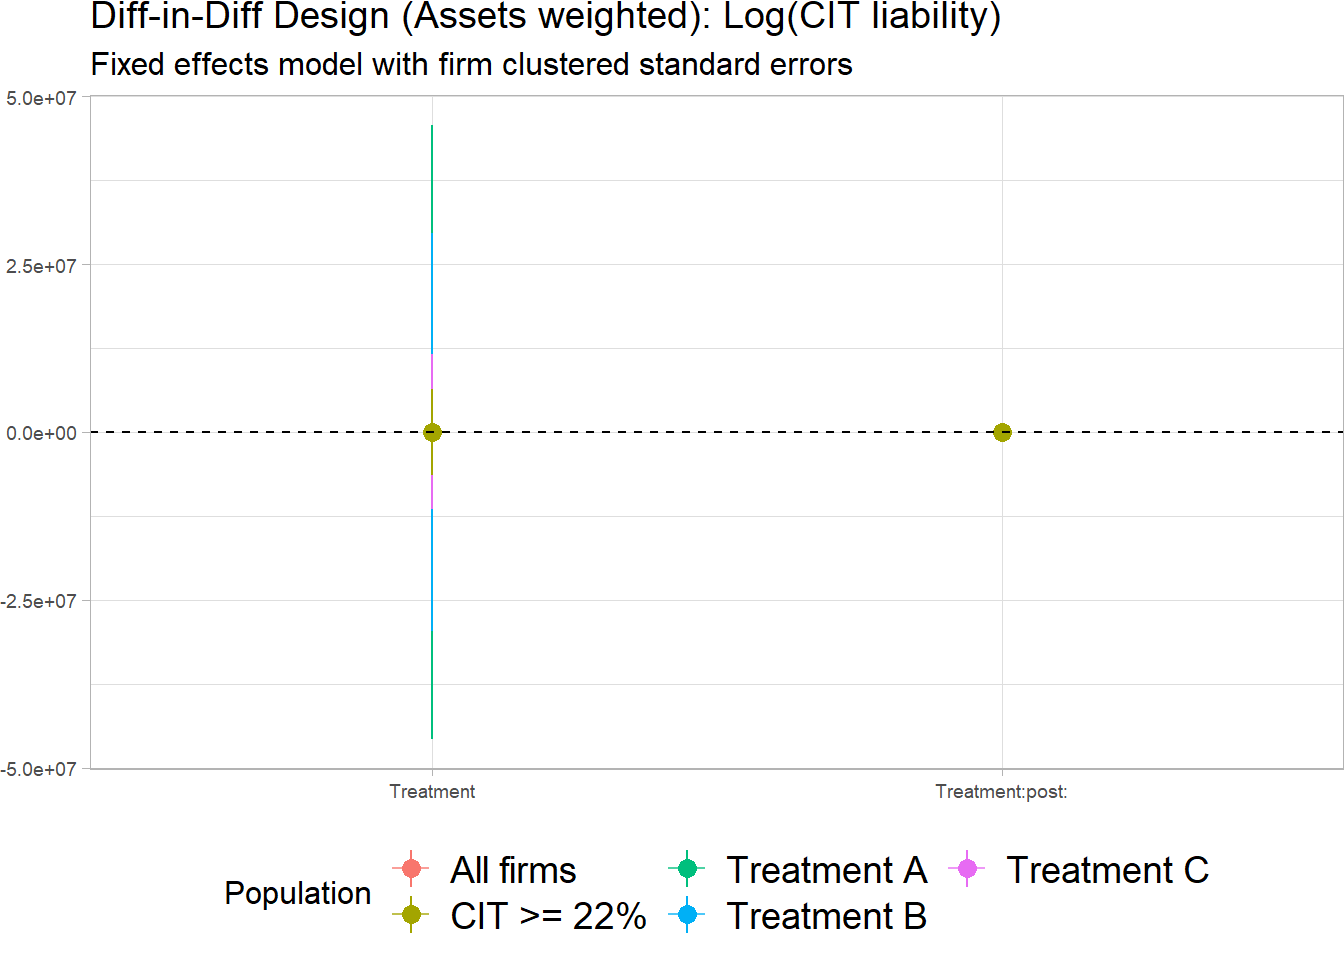 Diff-in-Diff Design (Assets weighted): Log(CIT liability)
Fixed effects model with firm clustered standard errors
5.0e+07
2.5e+07
0.0e+00
-2.5e+07
-5.0e+07
Treatment
Treatment:post:
Population
All firms
CIT >= 22%
Treatment A
Treatment B
Treatment C